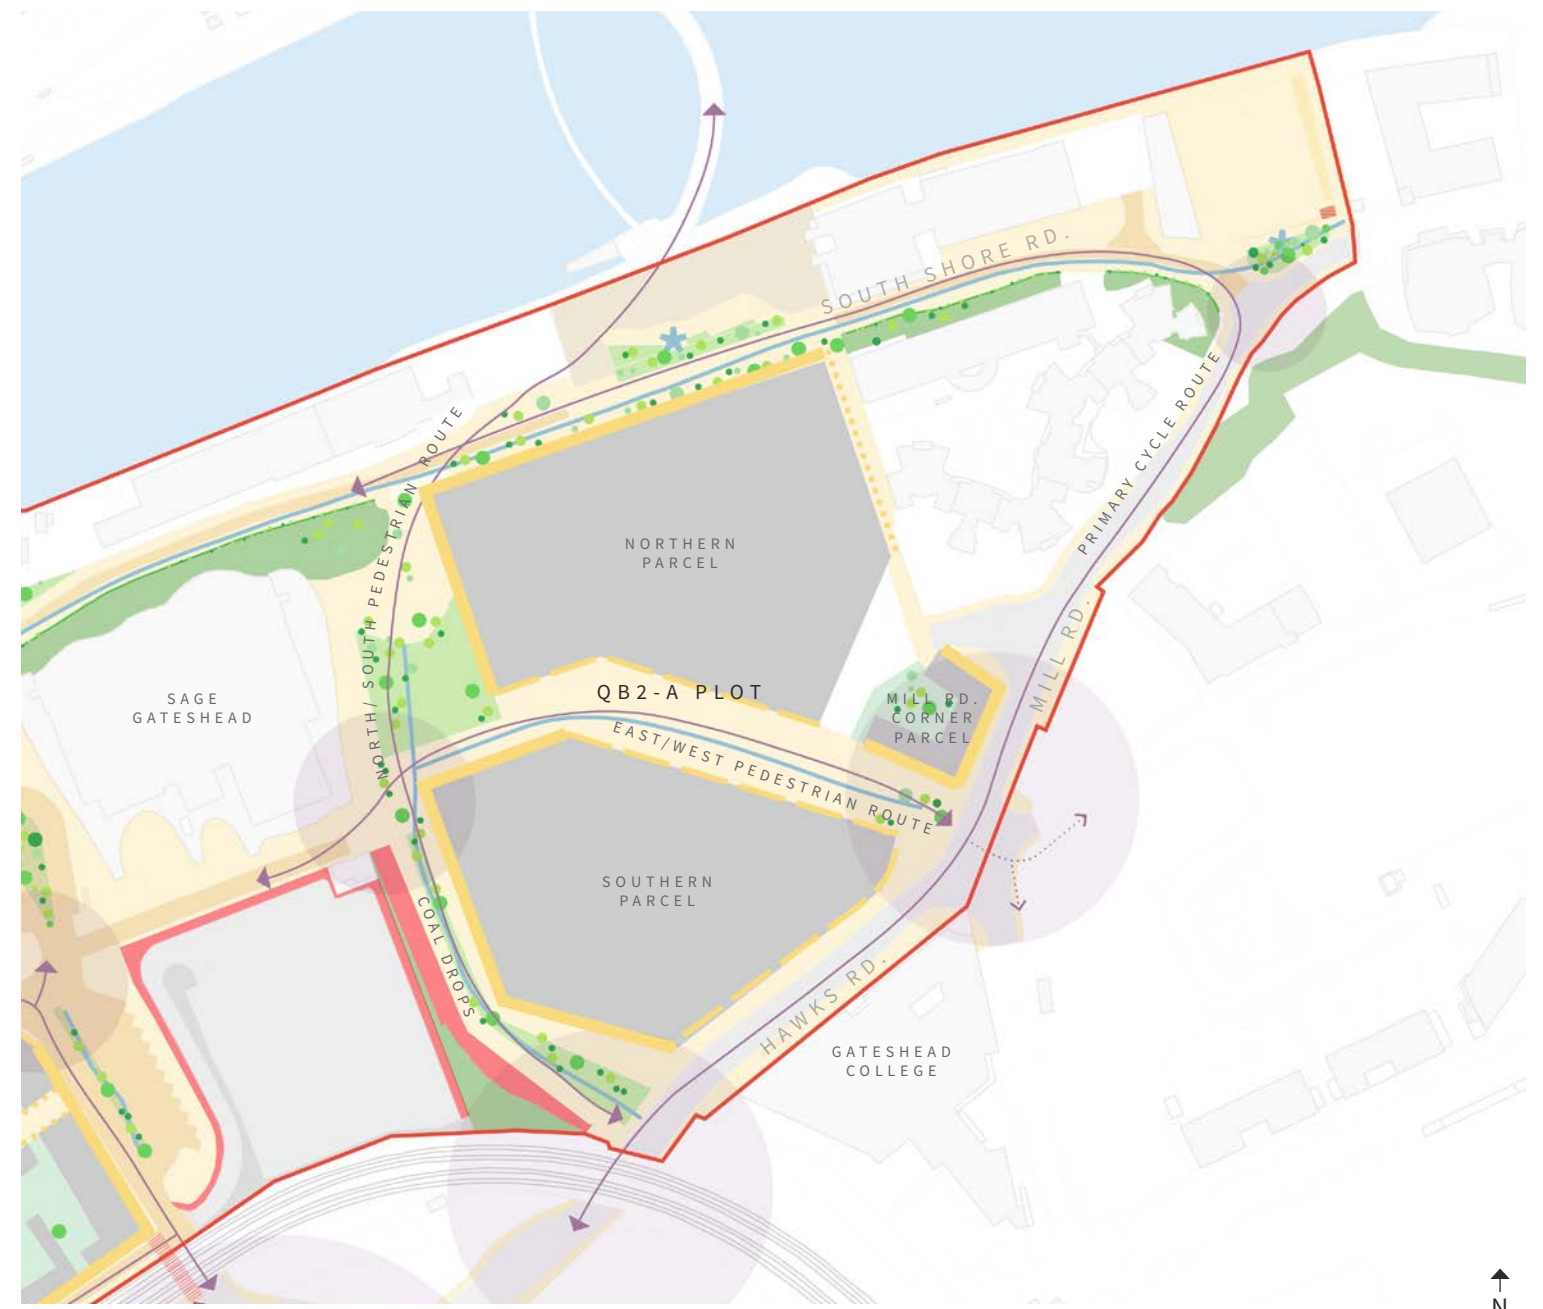 SOUTH SHORE RD.
NORTH/ SOUTH PEDESTRIAN ROUTE
PRIMARY CYCLE ROUTE
NORTHERN
PARCEL
MILL RD.
SAGE
GATESHEAD
QB2-A PLOT
MILL RD.
CORNER
PARCEL
EAST/WEST PEDESTRIAN ROUTE
SOUTHERN
PARCEL
COAL DROPS
HAWKS RD.
GATESHEAD
COLLEGE
N